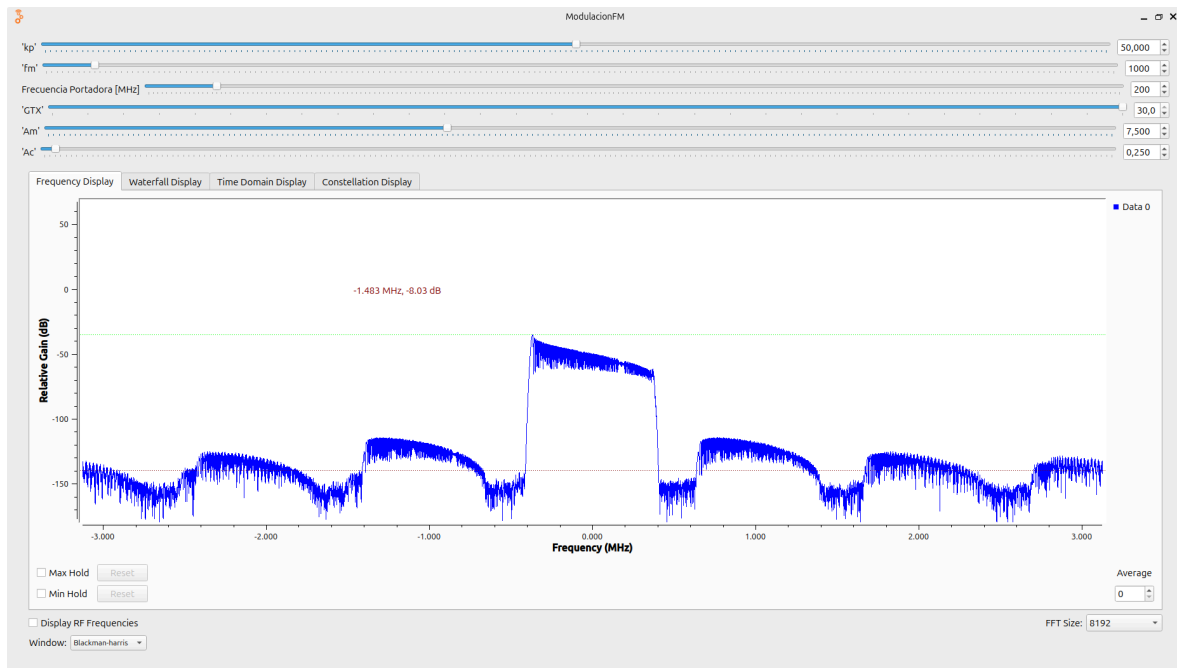 ModulacionFM
'kp' 50,000
'fm' 1000
Frecuencia Portadora [MHz] 200
'GTX' 30,0
'Am' 7,500
'Ac' 0,250
Frequency Display Waterfall Display Time Domain Display Constellation Display
Data 0
50
0
-50
-100
-150
Relative Gain (dB)
-1.483 MHz, -8.03 dB
-3.000 -2.000 -1.000 0.000 1.000 2.000 3.000
Frequency (MHz)
Max Hold Reset Average
Min Hold Reset 0
Display RF Frequencies FFT Size: 8192
Window: Blackman-harris